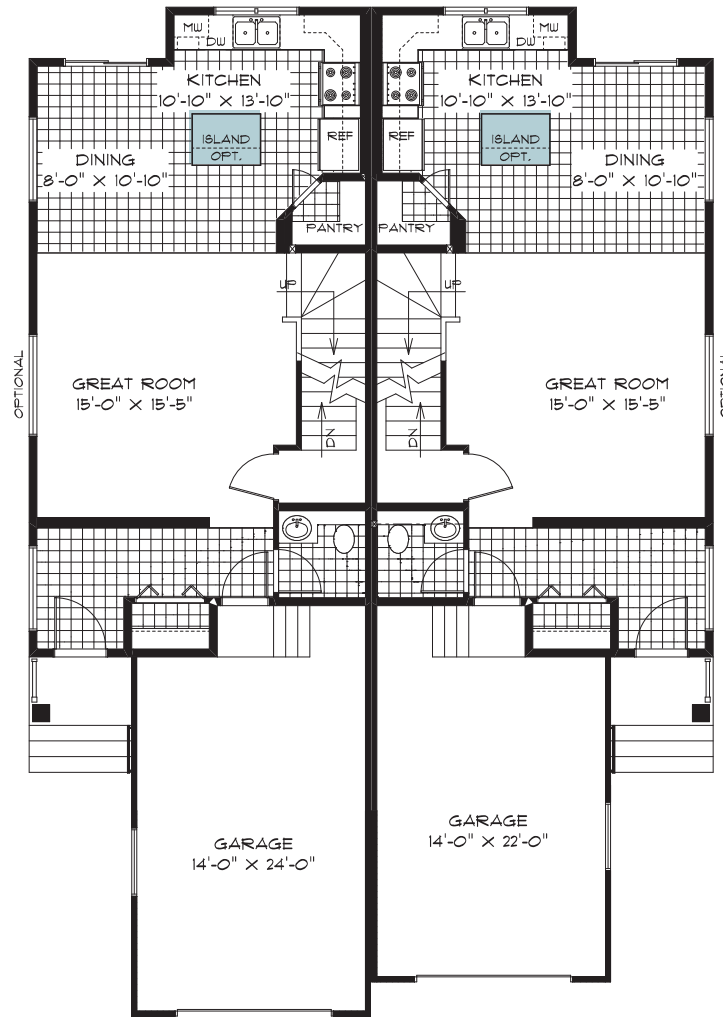 MW
DW
KITCHEN
10'-10" X 13'-10"
ISLAND
OPT.
REF
DINING
8'-0" X 10'-10"
PANTRY
UP
OPTIONAL
GREAT ROOM
15'-0" X 15'-5"
DN
GARAGE
14'-0" X 24'-0"
MW
DW
KITCHEN
10'-10" X 13'-10"
REF
ISLAND
OPT.
DINING
8'-0" X 10'-10"
PANTRY
UP
GREAT ROOM
15'-0" X 15'-5"
OPTIONAL
DN
GARAGE
14'-0" X 22'-0"